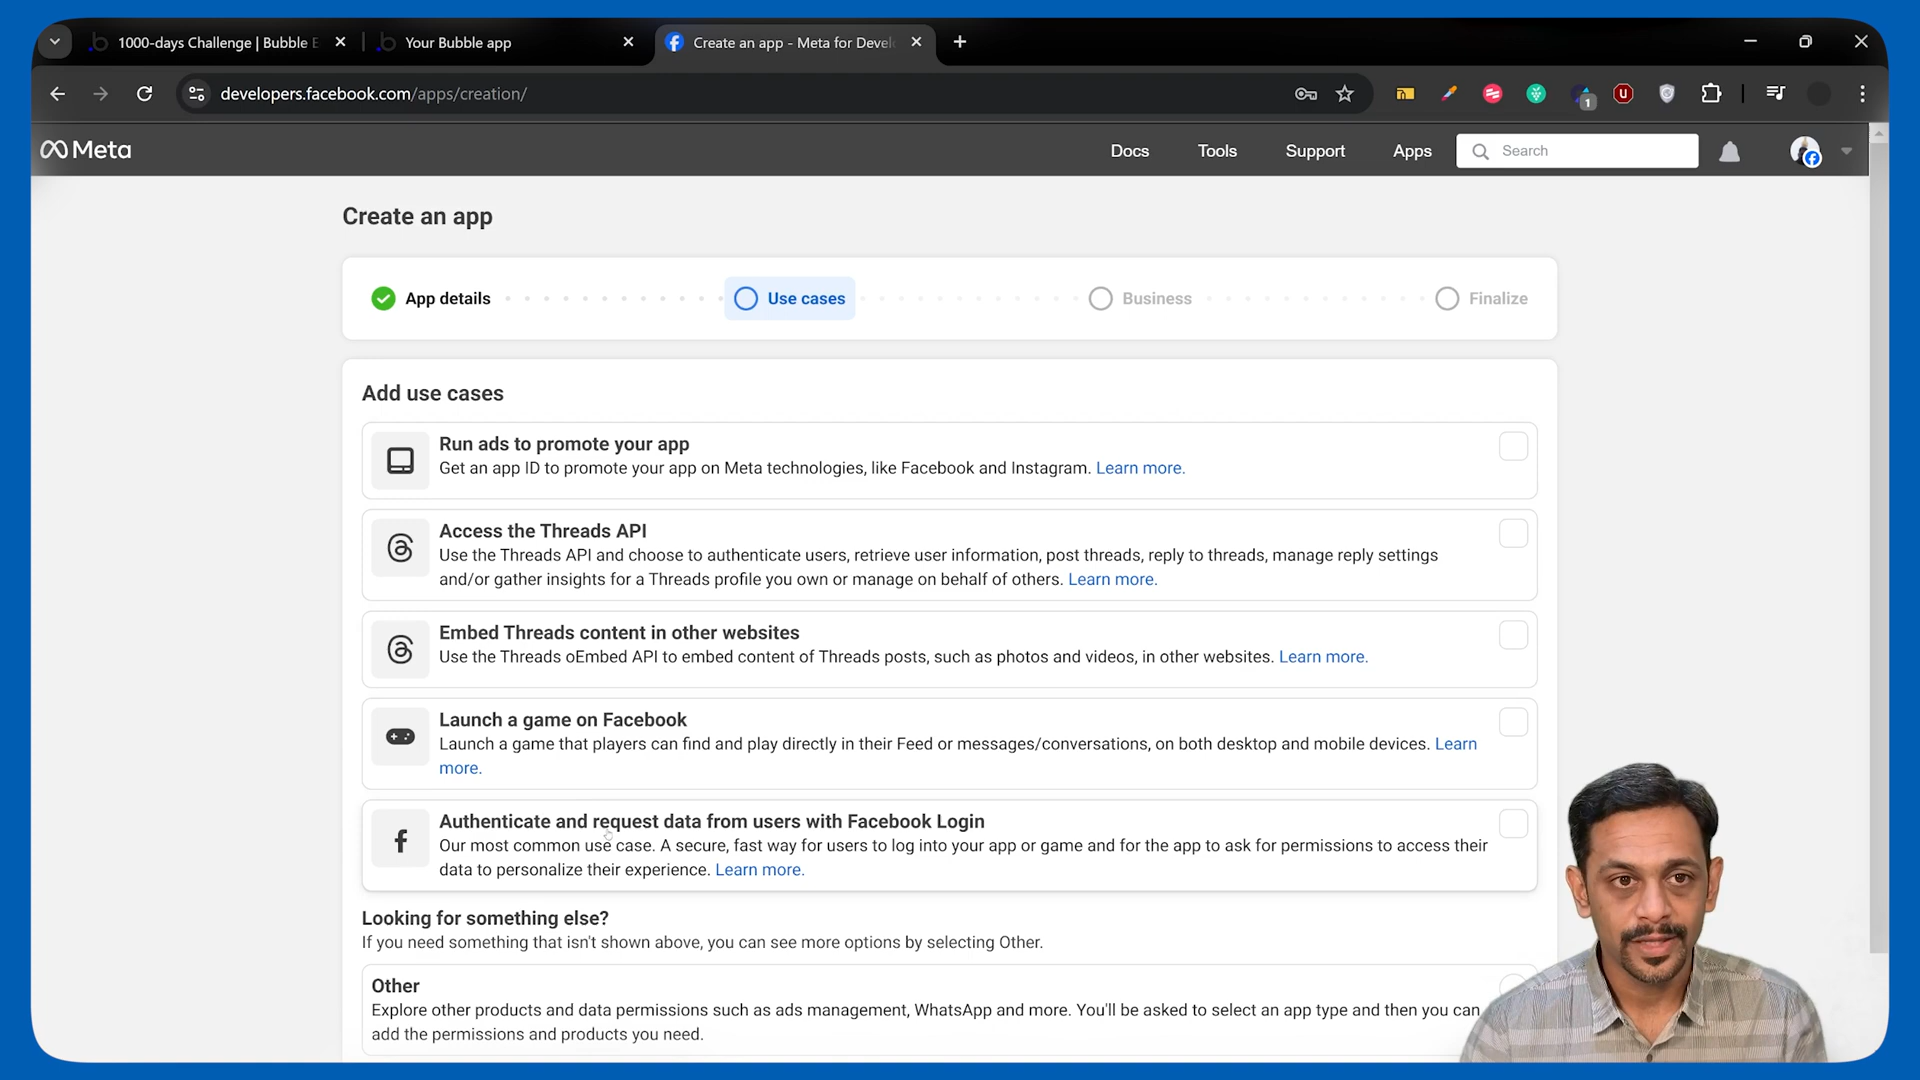 1000-days Challenge | Bubble E
Your Bubble app
Create an app - Meta for Devel
developers.facebook.com/apps/creation/
1
Meta
Docs
Tools
Support
Apps
Search
Create an app
App details
Use cases
Business
Finalize
Add use cases
Run ads to promote your app
Get an app ID to promote your app on Meta technologies, like Facebook and Instagram. Learn more.
Access the Threads API
Use the Threads API and choose to authenticate users, retrieve user information, post threads, reply to threads, manage reply settings
and/or gather insights for a Threads profile you own or manage on behalf of others. Learn more.
Embed Threads content in other websites
Use the Threads oEmbed API to embed content of Threads posts, such as photos and videos, in other websites. Learn more.
Launch a game on Facebook
Launch a game that players can find and play directly in their Feed or messages/conversations, on both desktop and mobile devices. Learn
more.
Authenticate and request data from users with Facebook Login
Our most common use case. A secure, fast way for users to log into your app or game and for the app to ask for permissions to access their
data to personalize their experience. Learn more.
Looking for something else?
If you need something that isn't shown above, you can see more options by selecting Other.
Other
Explore other products and data permissions such as ads management, WhatsApp and more. You'll be asked to select an app type and then you can
add the permissions and products you need.